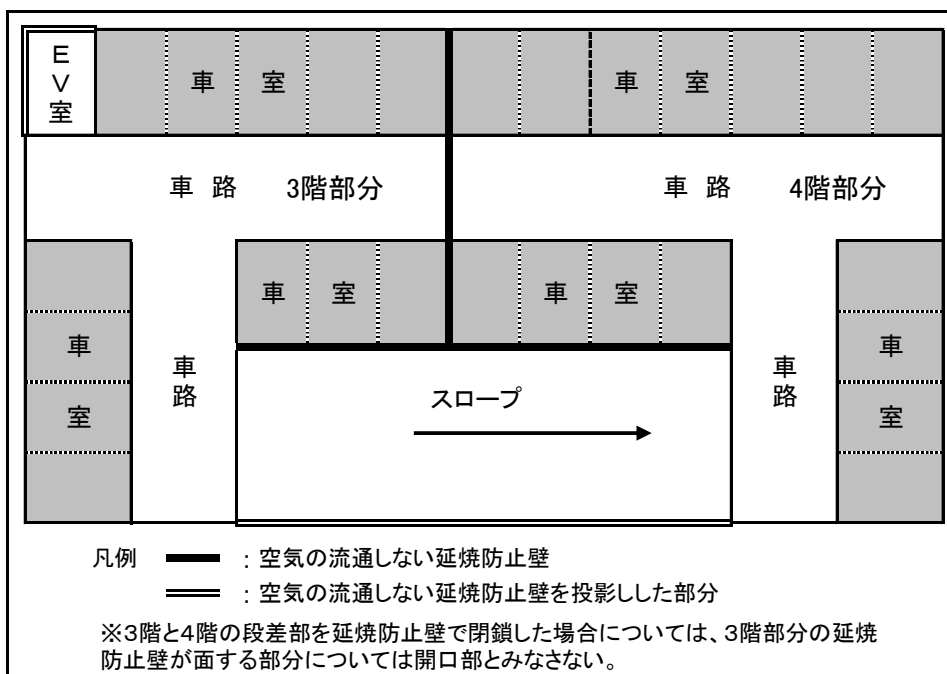 EV室
車 室
車 室
車 路 3階部分
車 路 4階部分
車 室
車 室
車室
車路
スロープ
車路
車室
凡例 : 空気の流通しない延焼防止壁
: 空気の流通しない延焼防止壁を投影しした部分
※3階と4階の段差部を延焼防止壁で閉鎖した場合については、3階部分の延焼
防止壁が面する部分については開口部とみなさない。